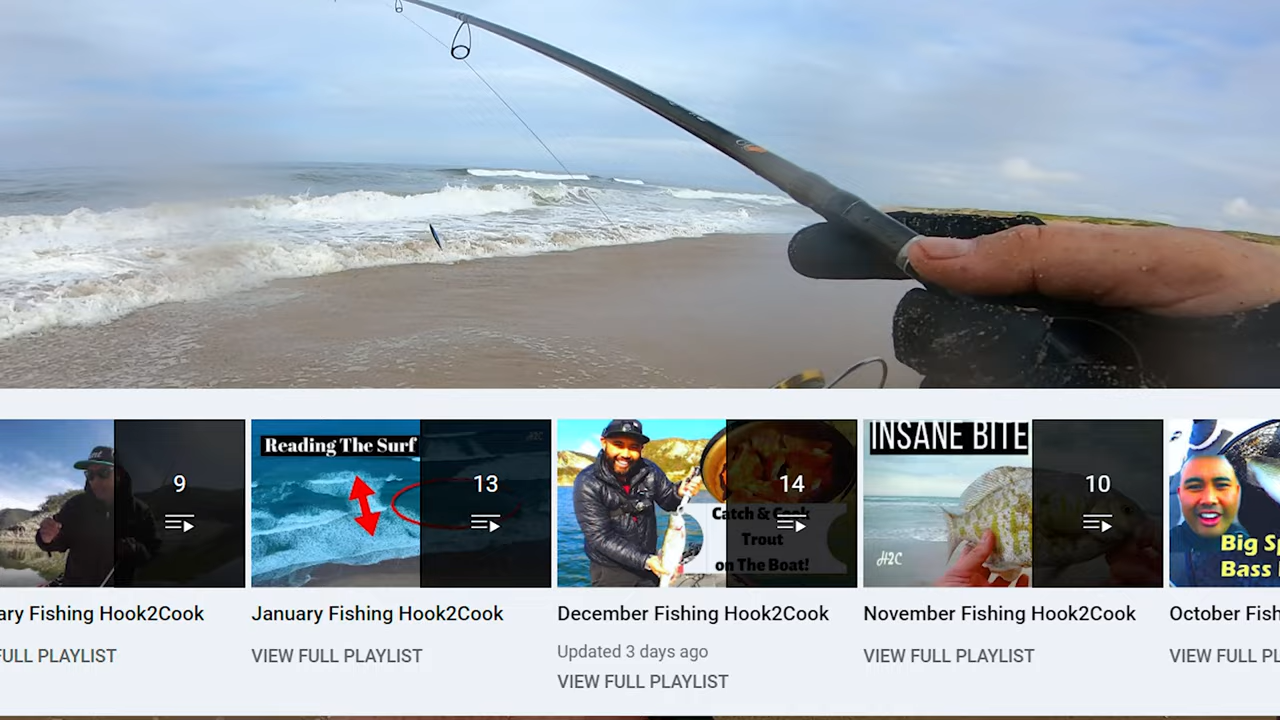 9
Reading The Surf
13
14
Catch & Cook
Trout
on The Boat!
INSANE BITE
10
H2C
Big Sp
Bass
ary Fishing Hook2Cook
January Fishing Hook2Cook
December Fishing Hook2Cook
November Fishing Hook2Cook
October Fish
FULL PLAYLIST
VIEW FULL PLAYLIST
Updated 3 days ago
VIEW FULL PLAYLIST
VIEW FULL PLAYLIST
VIEW FULL PL